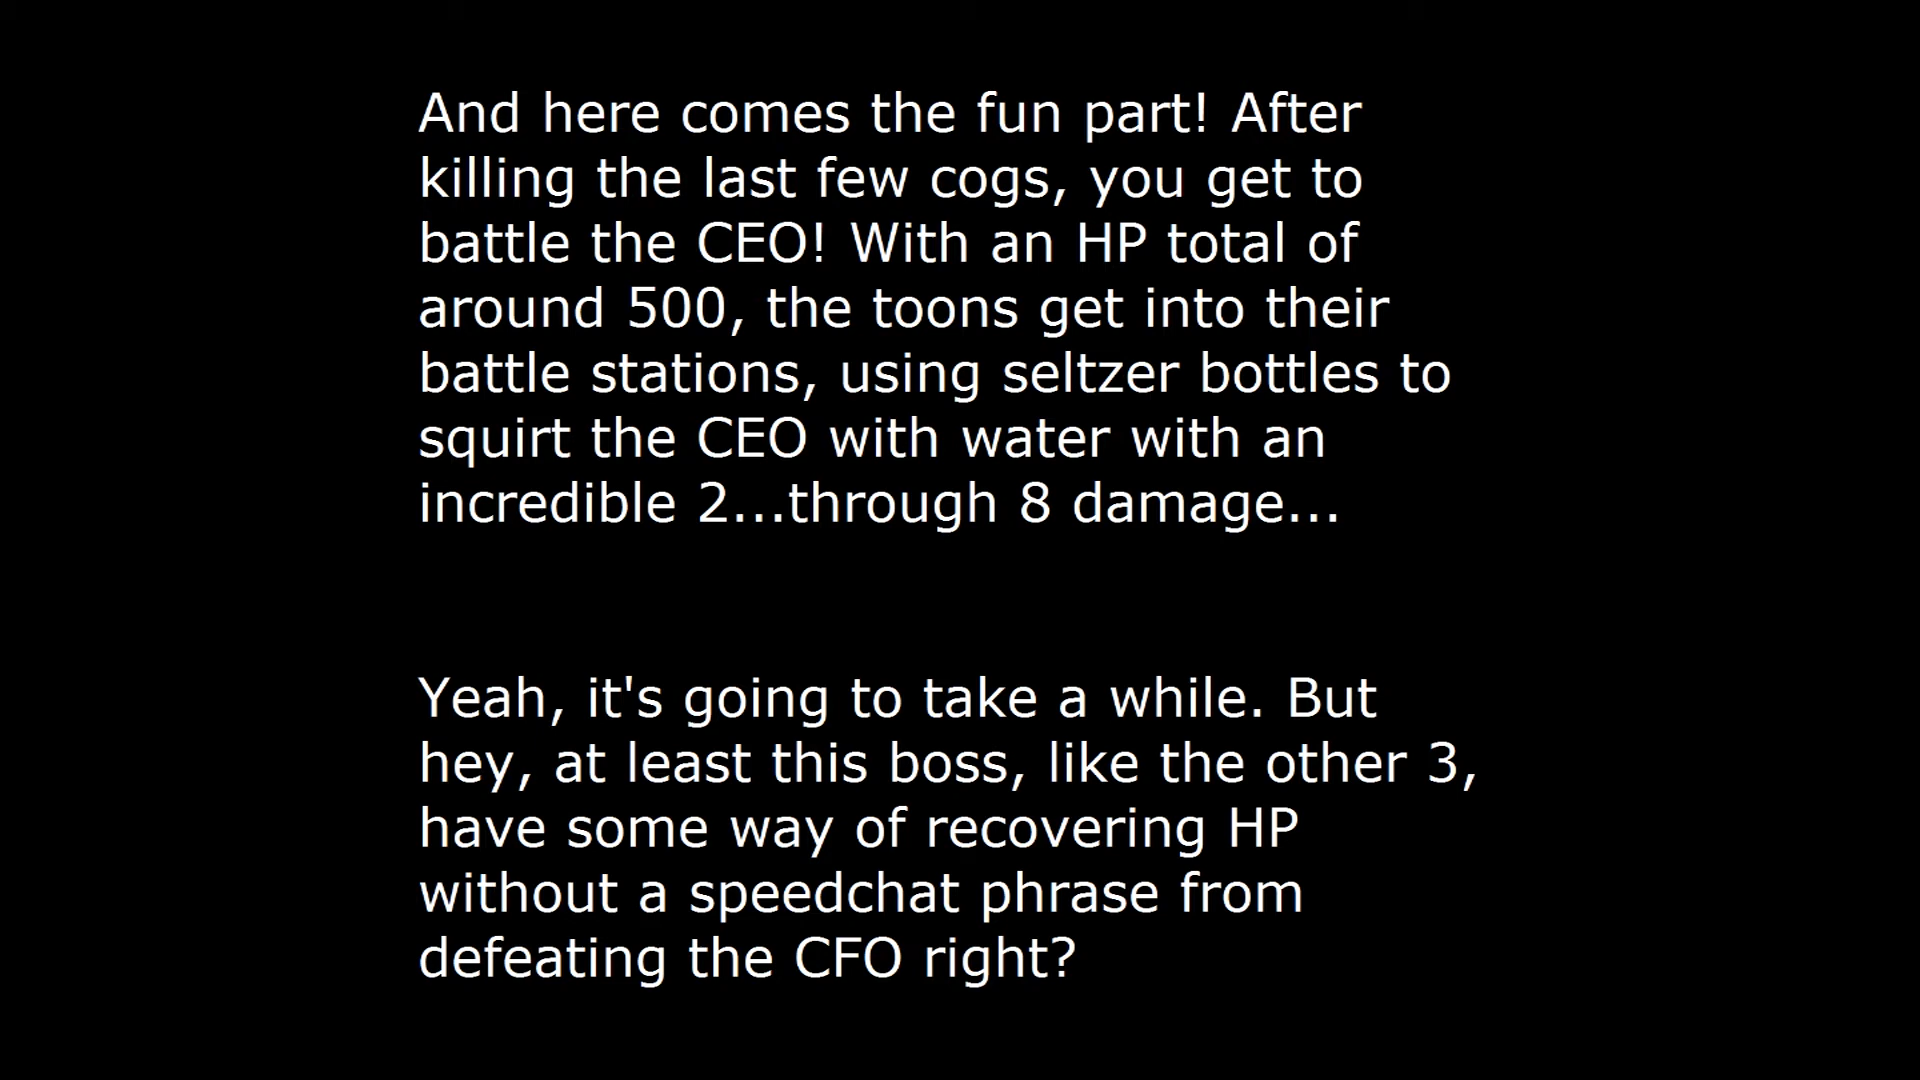 And here comes the fun part! After
killing the last few cogs, you get to
battle the CEO! With an HP total of
around 500, the toons get into their
battle stations, using seltzer bottles to
squirt the CEO with water with an
incredible 2...through 8 damage...
Yeah, it's going to take a while. But
hey, at least this boss, like the other 3,
have some way of recovering HP
without a speedchat phrase from
defeating the CFO right?